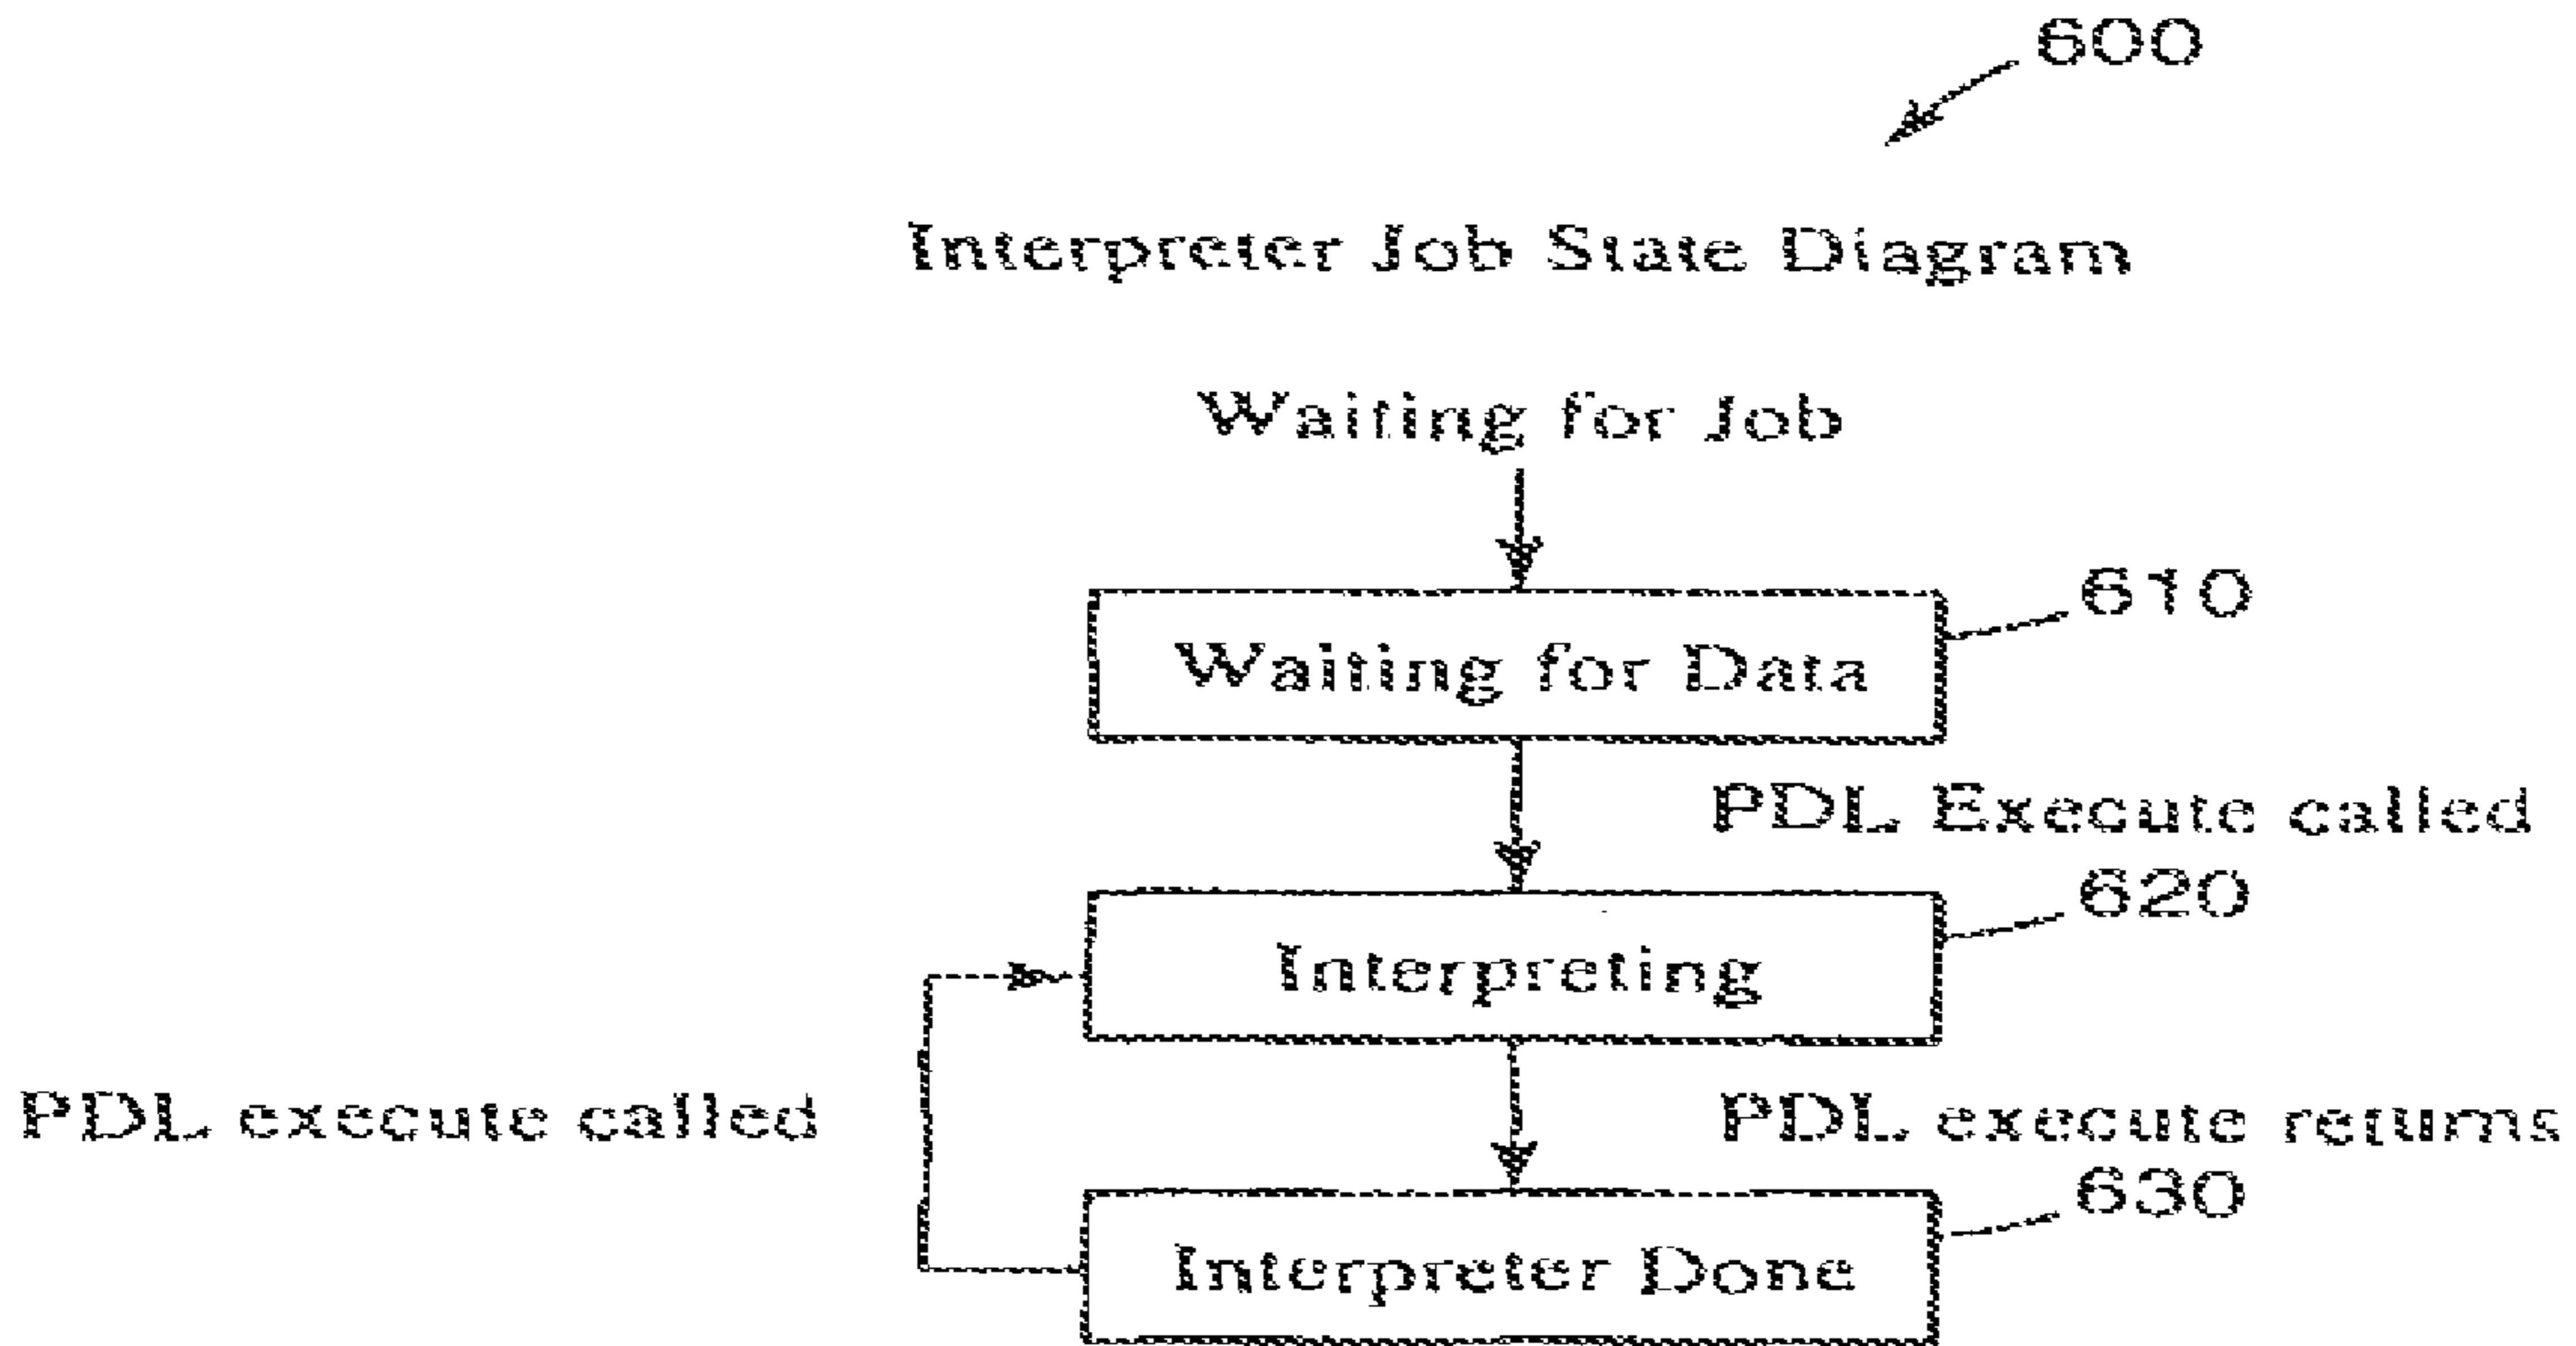 600
Interpreter Job State Diagram
Waiting for Job
610
Waiting for Data
PDL Execute called
620
Interpreting
PDL execute called
PDL execute returns
630
Interpreter Done